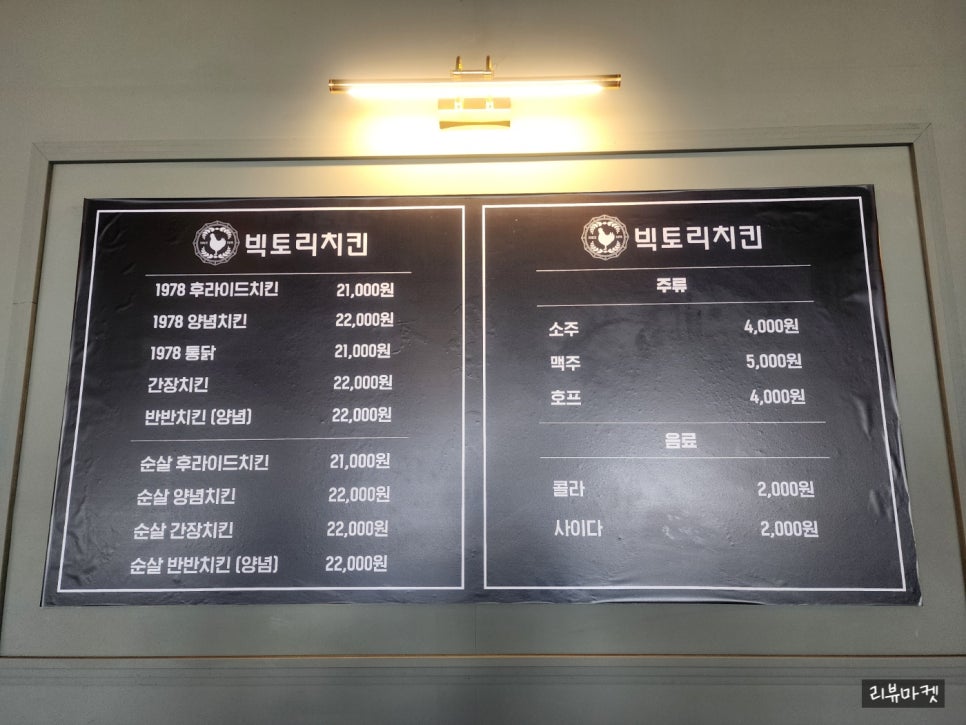 빅토리치킨
1978 후라이드치킨 21,000원
1978 양념치킨 22,000원
1978 통닭 21,000원
간장치킨 22,000원
반반치킨 (양념) 22,000원
순살 후라이드치킨 21,000원
순살 양념치킨 22,000원
순살 간장치킨 22,000원
순살 반반치킨 (양념) 22,000원
빅토리치킨
주류
소주 4,000원
맥주 5,000원
호프 4,000원
음료
콜라 2,000원
사이다 2,000원
리뷰마켓